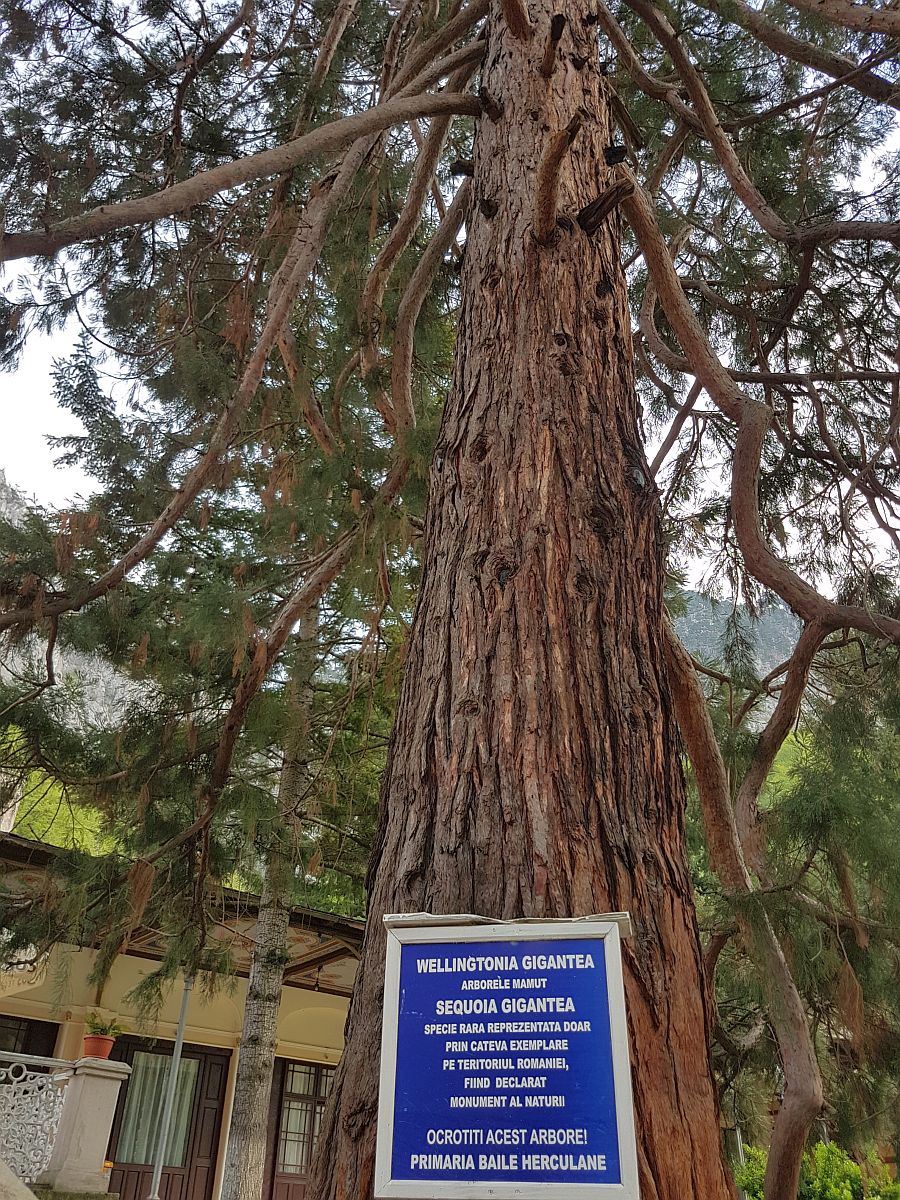 WELLINGTONIA GIGANTEA
ARBORELE MAMUT
SEQUOIA GIGANTEA
SPECIE RARA REPREZENTATA DOAR
PRIN CATEVA EXEMPLARE
PE TERITORIUL ROMANIEI,
FIIND DECLARAT
MONUMENT AL NATURII
OCROTITI ACEST ARBORE!
PRIMARIA BAILE HERCULANE